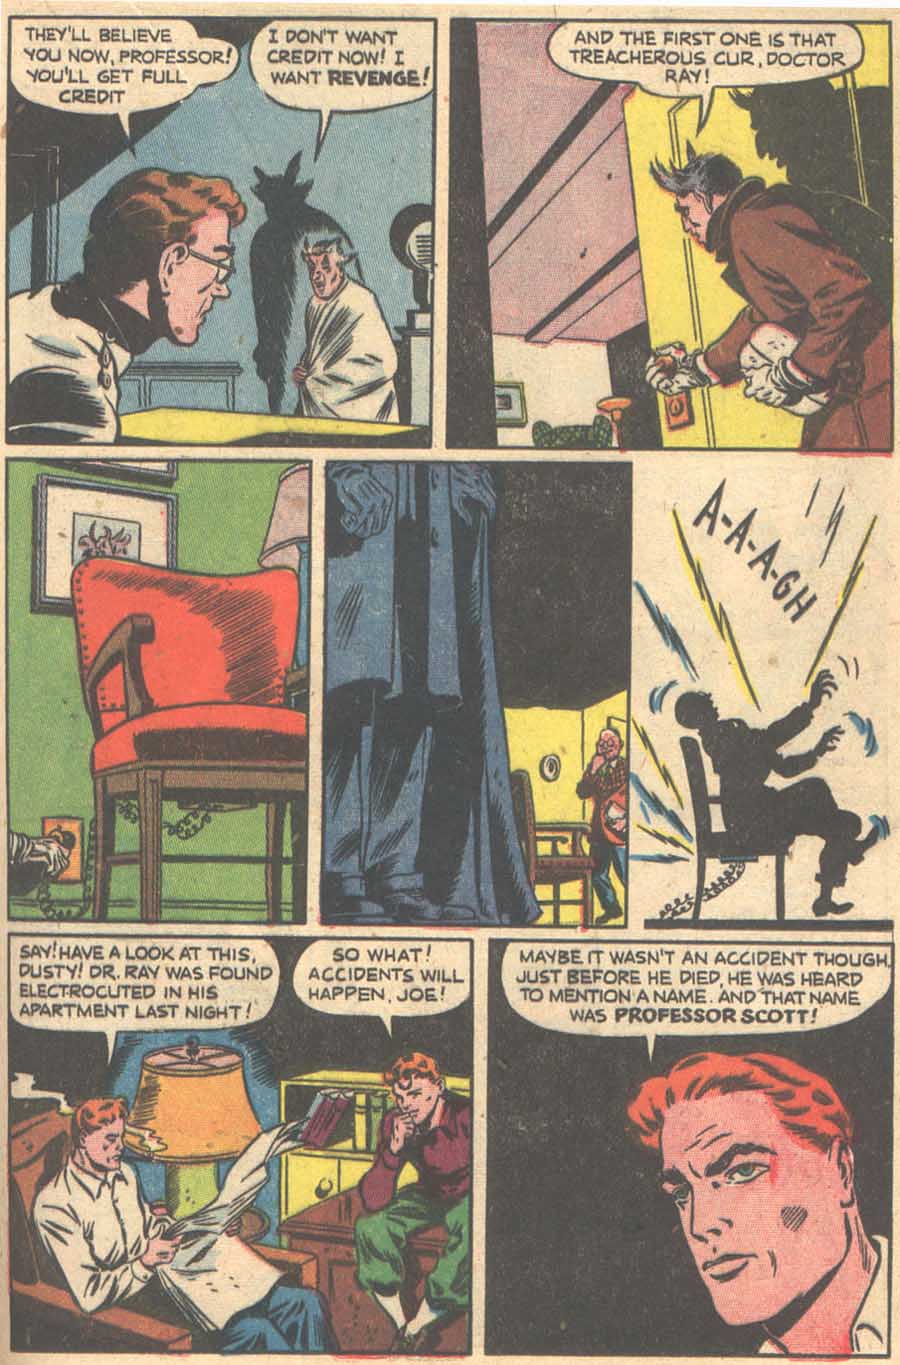 THEY'LL BELIEVE
YOU NOW, PROFESSOR!
YOU'LL GET FULL
CREDIT
I DON'T WANT
CREDIT NOW! I
WANT REVENGE!
AND THE FIRST ONE IS THAT
TREACHEROUS CUR, DOCTOR
RAY!
A-A-A-GH
SAY! HAVE A LOOK AT THIS,
DUSTY! DR. RAY WAS FOUND
ELECTROCUTED IN HIS
APARTMENT LAST NIGHT!
SO WHAT!
ACCIDENTS WILL
HAPPEN, JOE!
MAYBE IT WASN'T AN ACCIDENT THOUGH.
JUST BEFORE HE DIED, HE WAS HEARD
TO MENTION A NAME. AND THAT NAME
WAS PROFESSOR SCOTT!